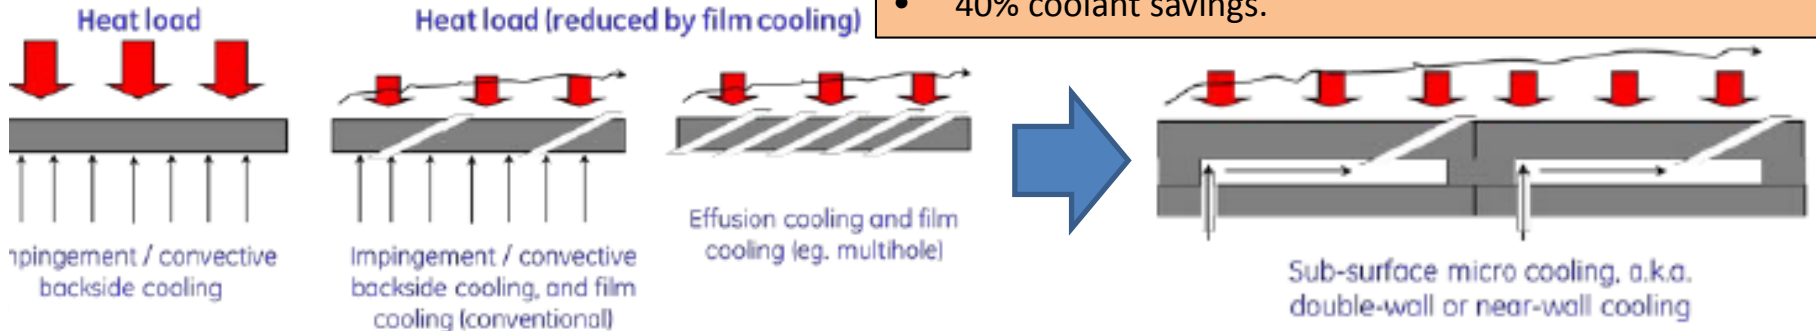 Heat load
Heat load (reduced by film cooling)
• 40% coolant savings.
mpingement / convective
backside cooling
Impingement / convective
backside cooling, and film
cooling (conventional)
Effusion cooling and film
cooling (eg. multihole)
Sub-surface micro cooling, a.k.a.
double-wall or near-wall cooling